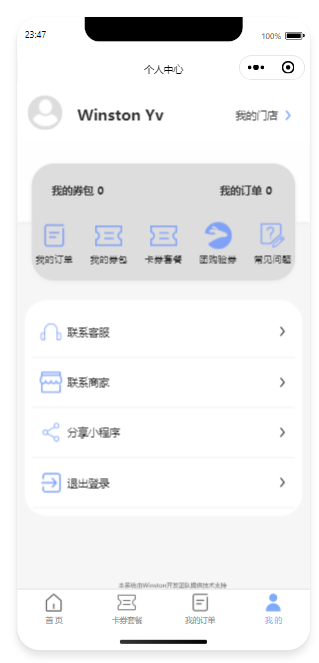 23:47
100%
个人中心
Winston Yv
我的门店
我的券包 0
我的订单 0
我的订单
我的券包
卡券套餐
团购验券
常见问题
联系客服
联系商家
分享小程序
退出登录
本系统由Winston开发团队提供技术支持
首页
卡券套餐
我的订单
我的